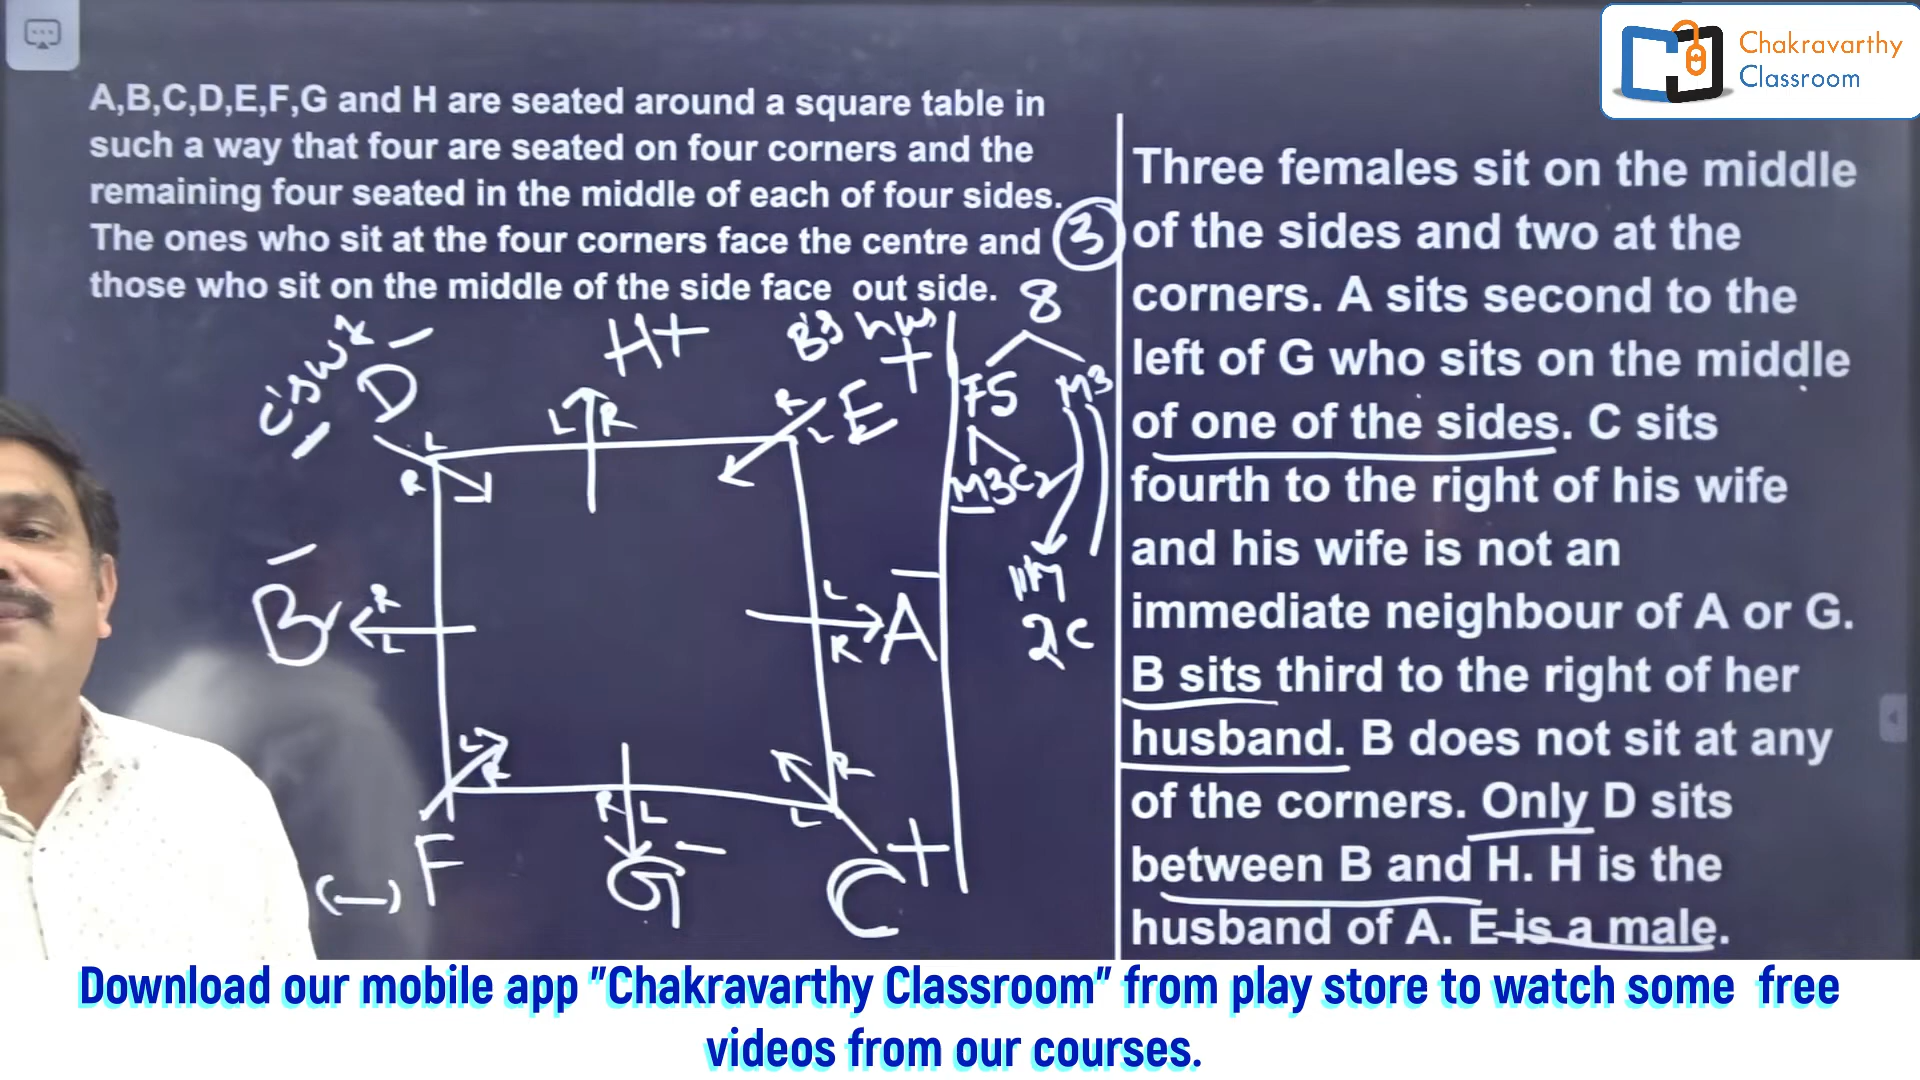 Chakravarthy
Classroom
A,B,C,D,E,F,G and H are seated around a square table in
such a way that four are seated on four corners and the
remaining four seated in the middle of each of four sides.
The ones who sit at the four corners face the centre and
those who sit on the middle of the side face out side.
3
Three females sit on the middle
of the sides and two at the
corners. A sits second to the
left of G who sits on the middle
of one of the sides. C sits
fourth to the right of his wife
and his wife is not an
immediate neighbour of A or G.
B sits third to the right of her
husband. B does not sit at any
of the corners. Only D sits
between B and H. H is the
husband of A. E is a male.
8
F5 M3
M3 C2
1M
2C
C's w
D −
H+
B's hus
E +
L R
R L
L
R
B −
R
L
A −
L
R
L R
F (−)
R L
G −
R
L
C +
Download our mobile app "Chakravarthy Classroom" from play store to watch some free
videos from our courses.